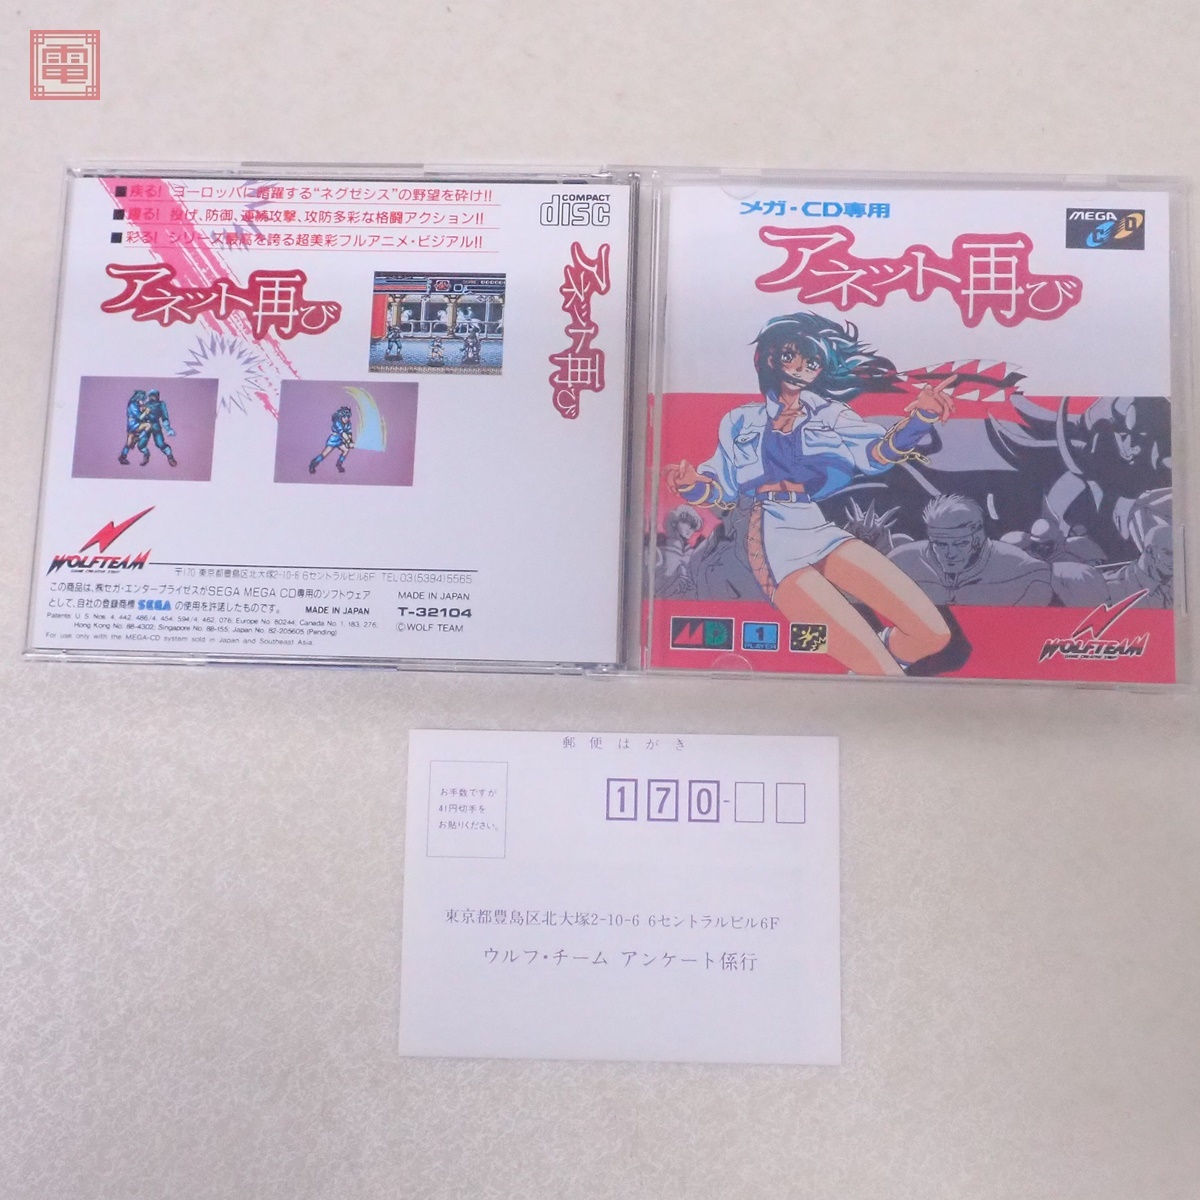 電
■疾る! ヨーロッパに暗躍する“ネグゼシス”の野望を砕け!!
■躍る! 投げ、防御、連続攻撃、攻防多彩な格闘アクション!!
■彩る! シリーズ最高を誇る超美彩フルアニメ・ビジアル!!
COMPACT
disc
アネット再び
アネット再び
WOLFTEAM
〒170 東京都豊島区北大塚2-10-6 6セントラルビル6F TEL 03(5394)5565
この商品は、㈱セガ・エンタープライゼスがSEGA MEGA CD専用のソフトウェア
として、自社の登録商標 SEGA の使用を許諾したものです。 MADE IN JAPAN
MADE IN JAPAN
T-32104
©WOLF TEAM
For use only with the MEGA-CD system sold in Japan and Southeast Asia.
メガ-CD専用
MEGA
CD
アネット再び
MD
1
PLAYER
WOLFTEAM
郵便はがき
お手数ですが
41円切手を
お貼りください。
170-
東京都豊島区北大塚2-10-6 6セントラルビル6F
ウルフ・チーム アンケート係行